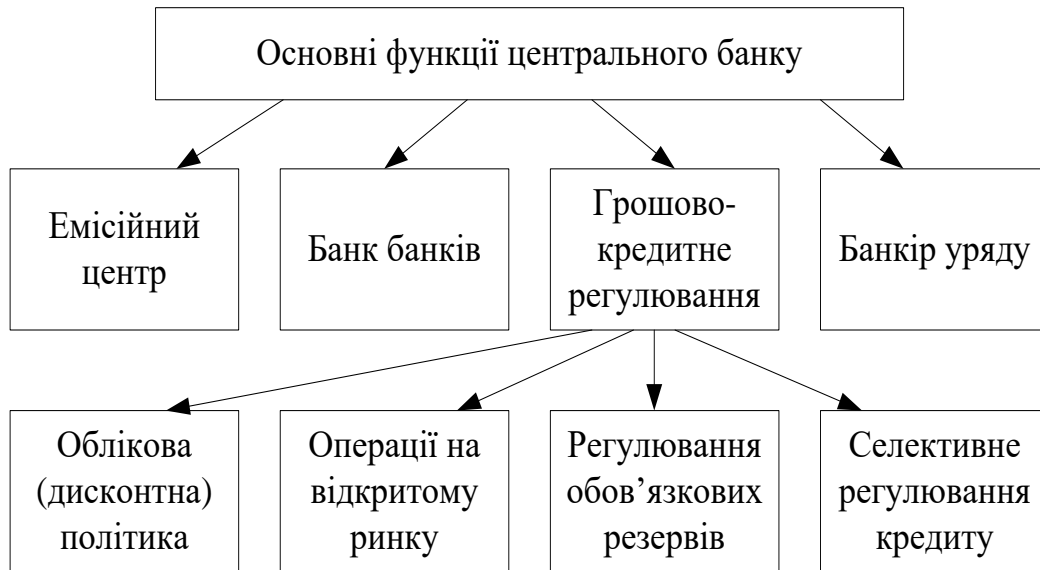 Основні функції центрального банку
Емісійний
центр
Банк банків
Грошово-
кредитне
регулювання
Банкір уряду
Облікова
(дисконтна)
політика
Операції на
відкритому
ринку
Регулювання
обов’язкових
резервів
Селективне
регулювання
кредиту